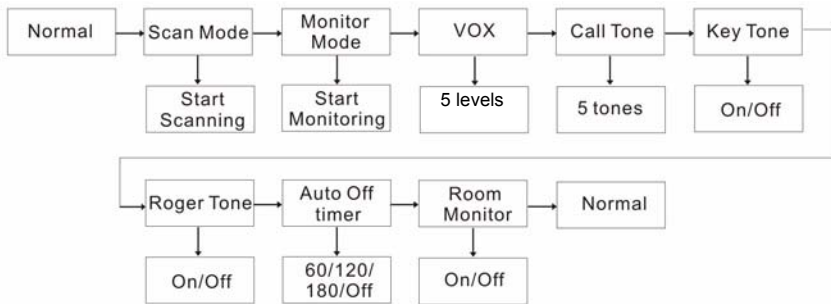 Normal
Scan Mode
Monitor
Mode
VOX
Call Tone
Key Tone
Start
Scanning
Start
Monitoring
5 levels
5 tones
On/Off
Roger Tone
Auto Off
timer
Room
Monitor
Normal
On/Off
60/120/
180/Off
On/Off